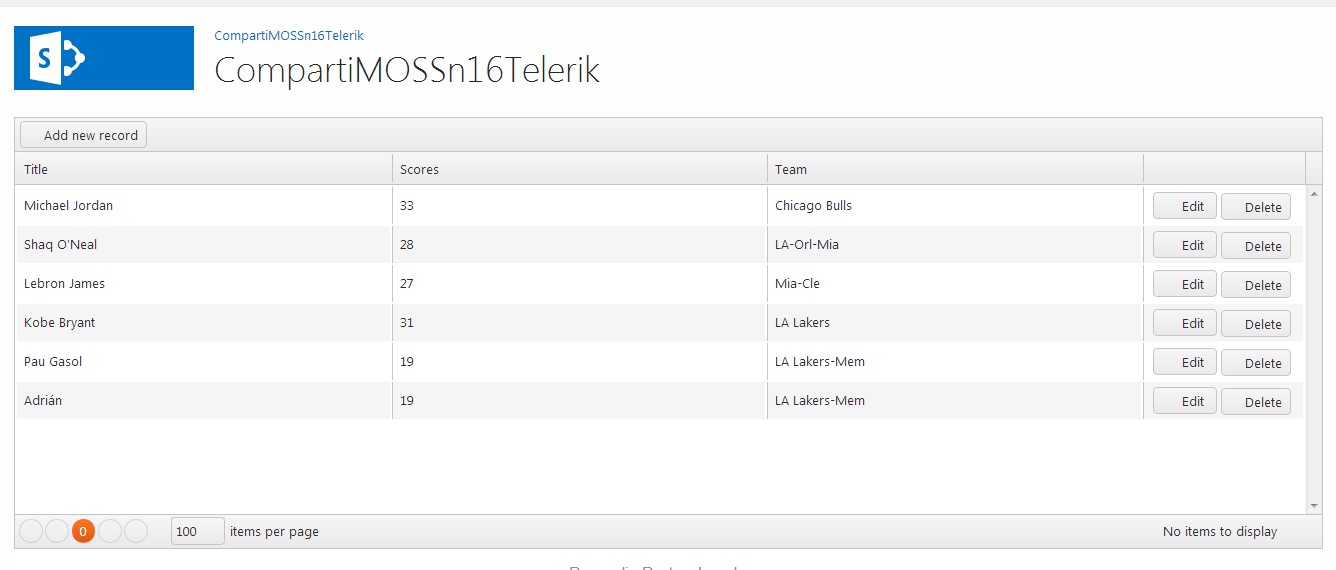 S
CompartiMOSSn16Telerik
CompartiMOSSn16Telerik
Add new record
Title Scores Team
Michael Jordan 33 Chicago Bulls Edit Delete
Shaq O'Neal 28 LA-Orl-Mia Edit Delete
Lebron James 27 Mia-Cle Edit Delete
Kobe Bryant 31 LA Lakers Edit Delete
Pau Gasol 19 LA Lakers-Mem Edit Delete
Adrián 19 LA Lakers-Mem Edit Delete
0 100 items per page No items to display